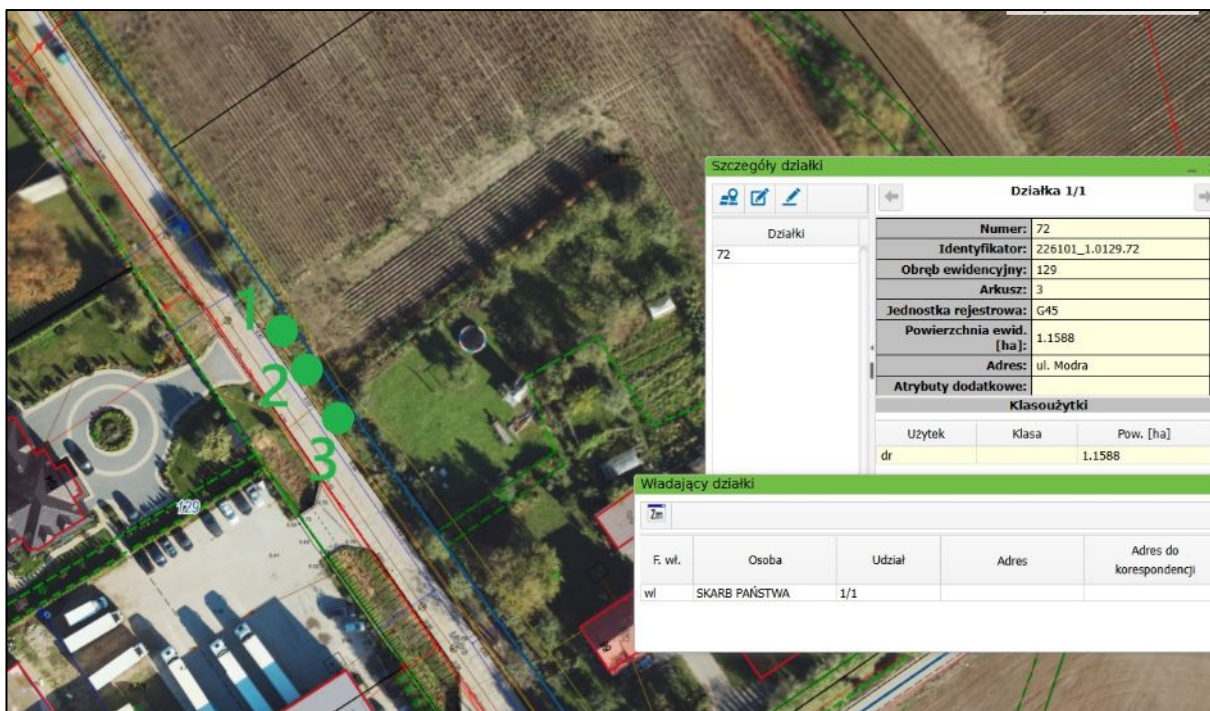 1
2
3
129
Szczegóły działki
Działki
72
Działka 1/1
Numer: 72
Identyfikator: 226101_1.0129.72
Obręb ewidencyjny: 129
Arkusz: 3
Jednostka rejestrowa: G45
Powierzchnia ewid. [ha]: 1.1588
Adres: ul. Modra
Atrybuty dodatkowe:
Klasoużytki
Użytek Klasa Pow. [ha]
dr 1.1588
Władający działki
Zm
F. wł. Osoba Udział Adres Adres do korespondencji
wl SKARB PAŃSTWA 1/1